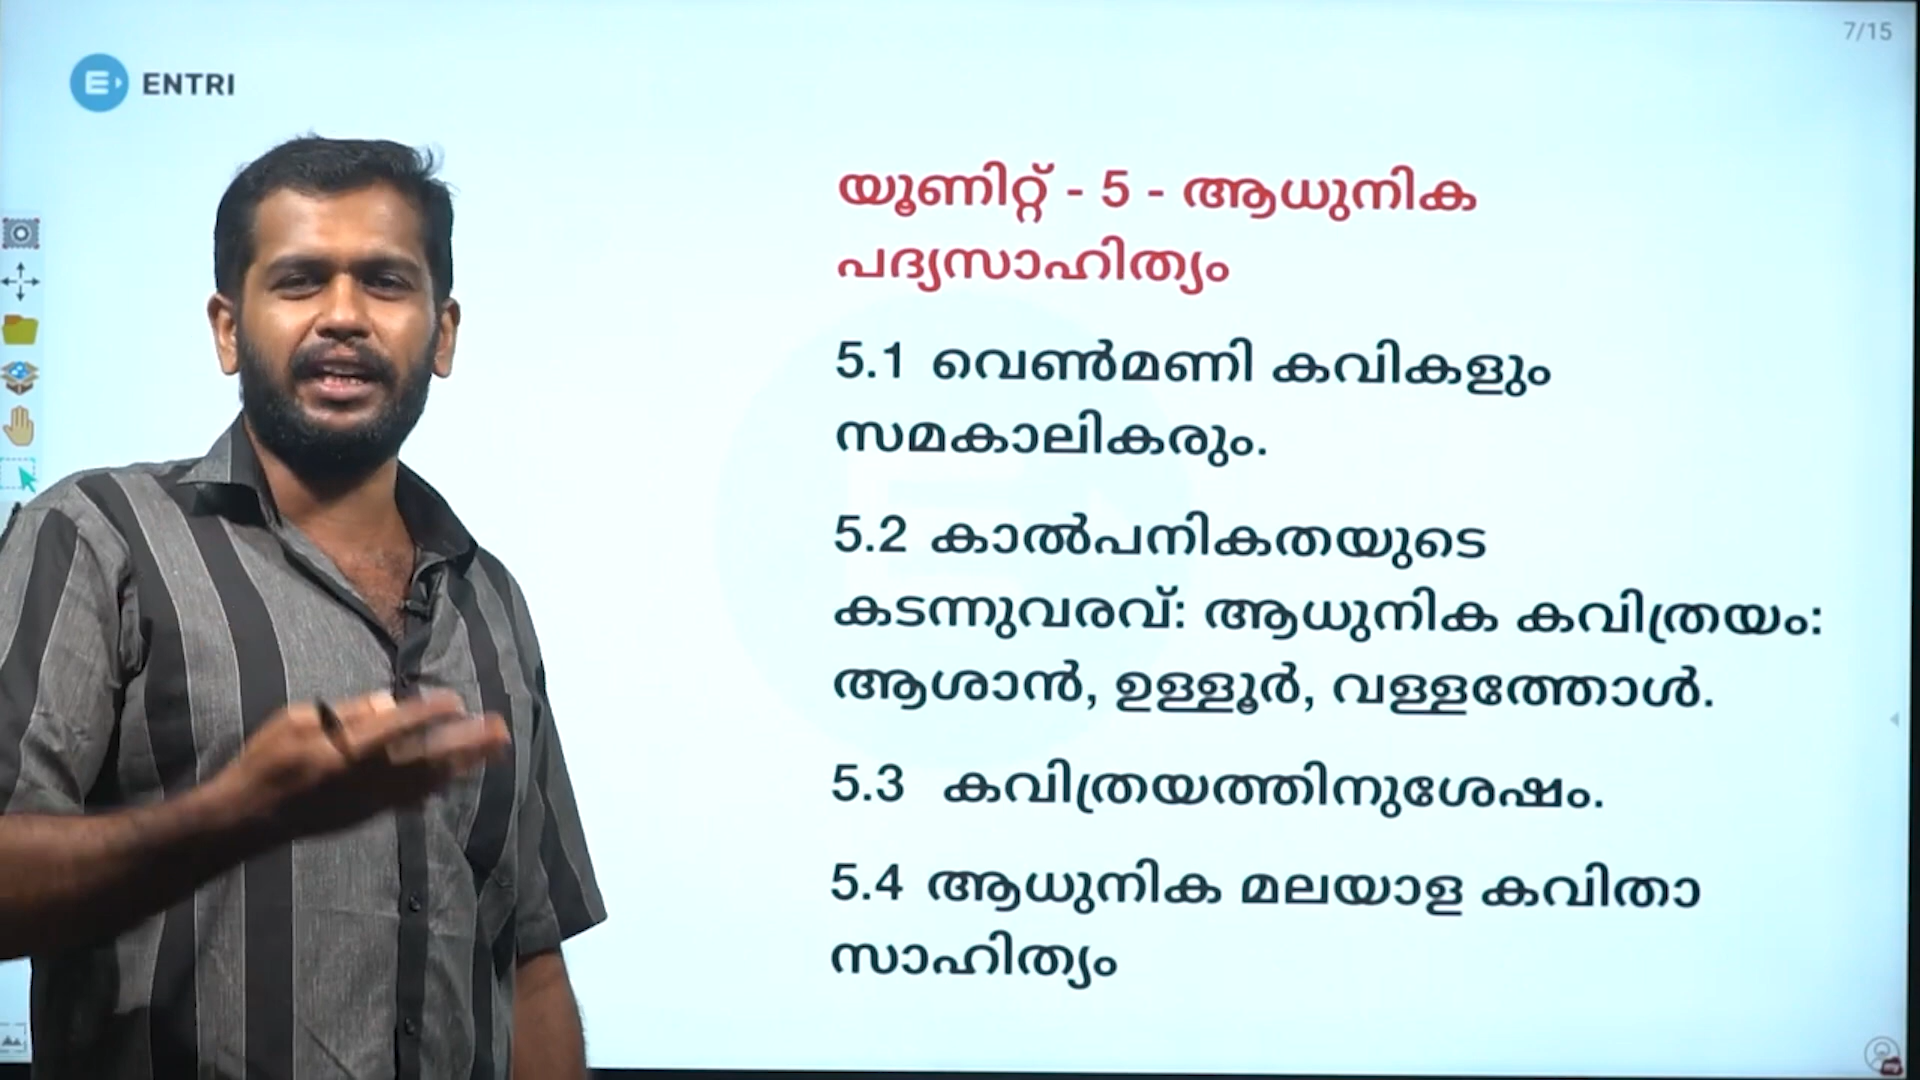 7/15
ENTRI
യൂണിറ്റ് - 5 - ആധുനിക
പദ്യസാഹിത്യം
5.1 വെൺമണി കവികളും
സമകാലികരും.
5.2 കാൽപനികതയുടെ
കടന്നുവരവ്: ആധുനിക കവിത്രയം:
ആശാൻ, ഉള്ളൂർ, വള്ളത്തോൾ.
5.3 കവിത്രയത്തിനുശേഷം.
5.4 ആധുനിക മലയാള കവിതാ
സാഹിത്യം